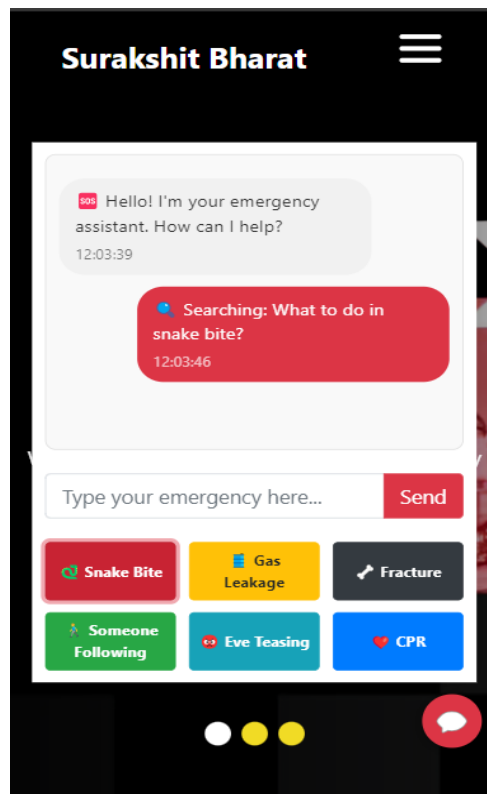 Surakshit Bharat
🆘 Hello! I'm your emergency
assistant. How can I help?
12:03:39
🔍 Searching: What to do in
snake bite?
12:03:46
Type your emergency here...
Send
🐍 Snake Bite
🛢️ Gas
Leakage
🦴 Fracture
🚶 Someone
Following
😡 Eve Teasing
❤️ CPR